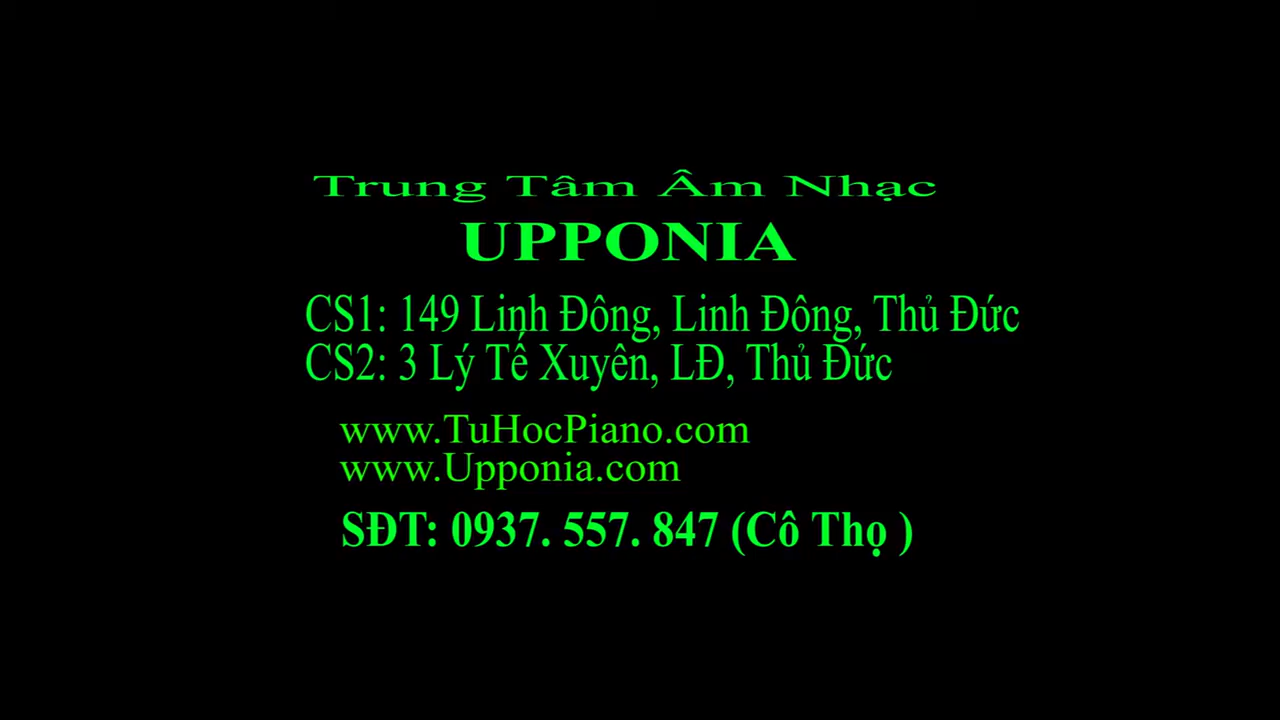 Trung Tâm Âm Nhạc
UPPONIA
CS1: 149 Linh Đông, Linh Đông, Thủ Đức
CS2: 3 Lý Tế Xuyên, LĐ, Thủ Đức
www.TuHocPiano.com
www.Upponia.com
SĐT: 0937. 557. 847 (Cô Thọ )